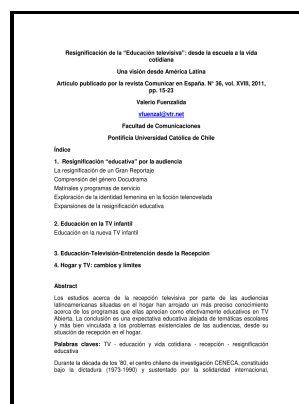 Resignificación de la “Educación televisiva”: desde la escuela a la vida
cotidiana
Una visión desde América Latina
Artículo publicado por la revista Comunicar en España. N° 36, vol. XVIII, 2011,
pp. 15-23
Valerio Fuenzalida
vfuenzal@vtr.net
Facultad de Comunicaciones
Pontificia Universidad Católica de Chile
Índice
1. Resignificación “educativa” por la audiencia
La resignificación de un Gran Reportaje
Comprensión del género Docudrama
Matinales y programas de servicio
Exploración de la identidad femenina en la ficción telenovelada
Expansiones de la resignificación educativa
2. Educación en la TV infantil
Educación en la nueva TV infantil
3. Educación-Televisión-Entretención desde la Recepción
4. Hogar y TV: cambios y límites
Abstract
Los estudios acerca de la recepción televisiva por parte de las audiencias
latinoamericanas situadas en el hogar han arrojado un más preciso conocimiento
acerca de los programas que ellas aprecian como efectivamente educativos en TV
Abierta. La conclusión es una expectativa educativa alejada de temáticas escolares
y más bien vinculada a los problemas existenciales de las audiencias, desde su
situación de recepción en el hogar.
Palabras claves: TV - educación y vida cotidiana - recepción - resignificación
educativa
Durante la década de los ’80, el centro chileno de investigación CENECA, constituido
bajo la dictadura (1973-1990) y sustentado por la solidaridad internacional,